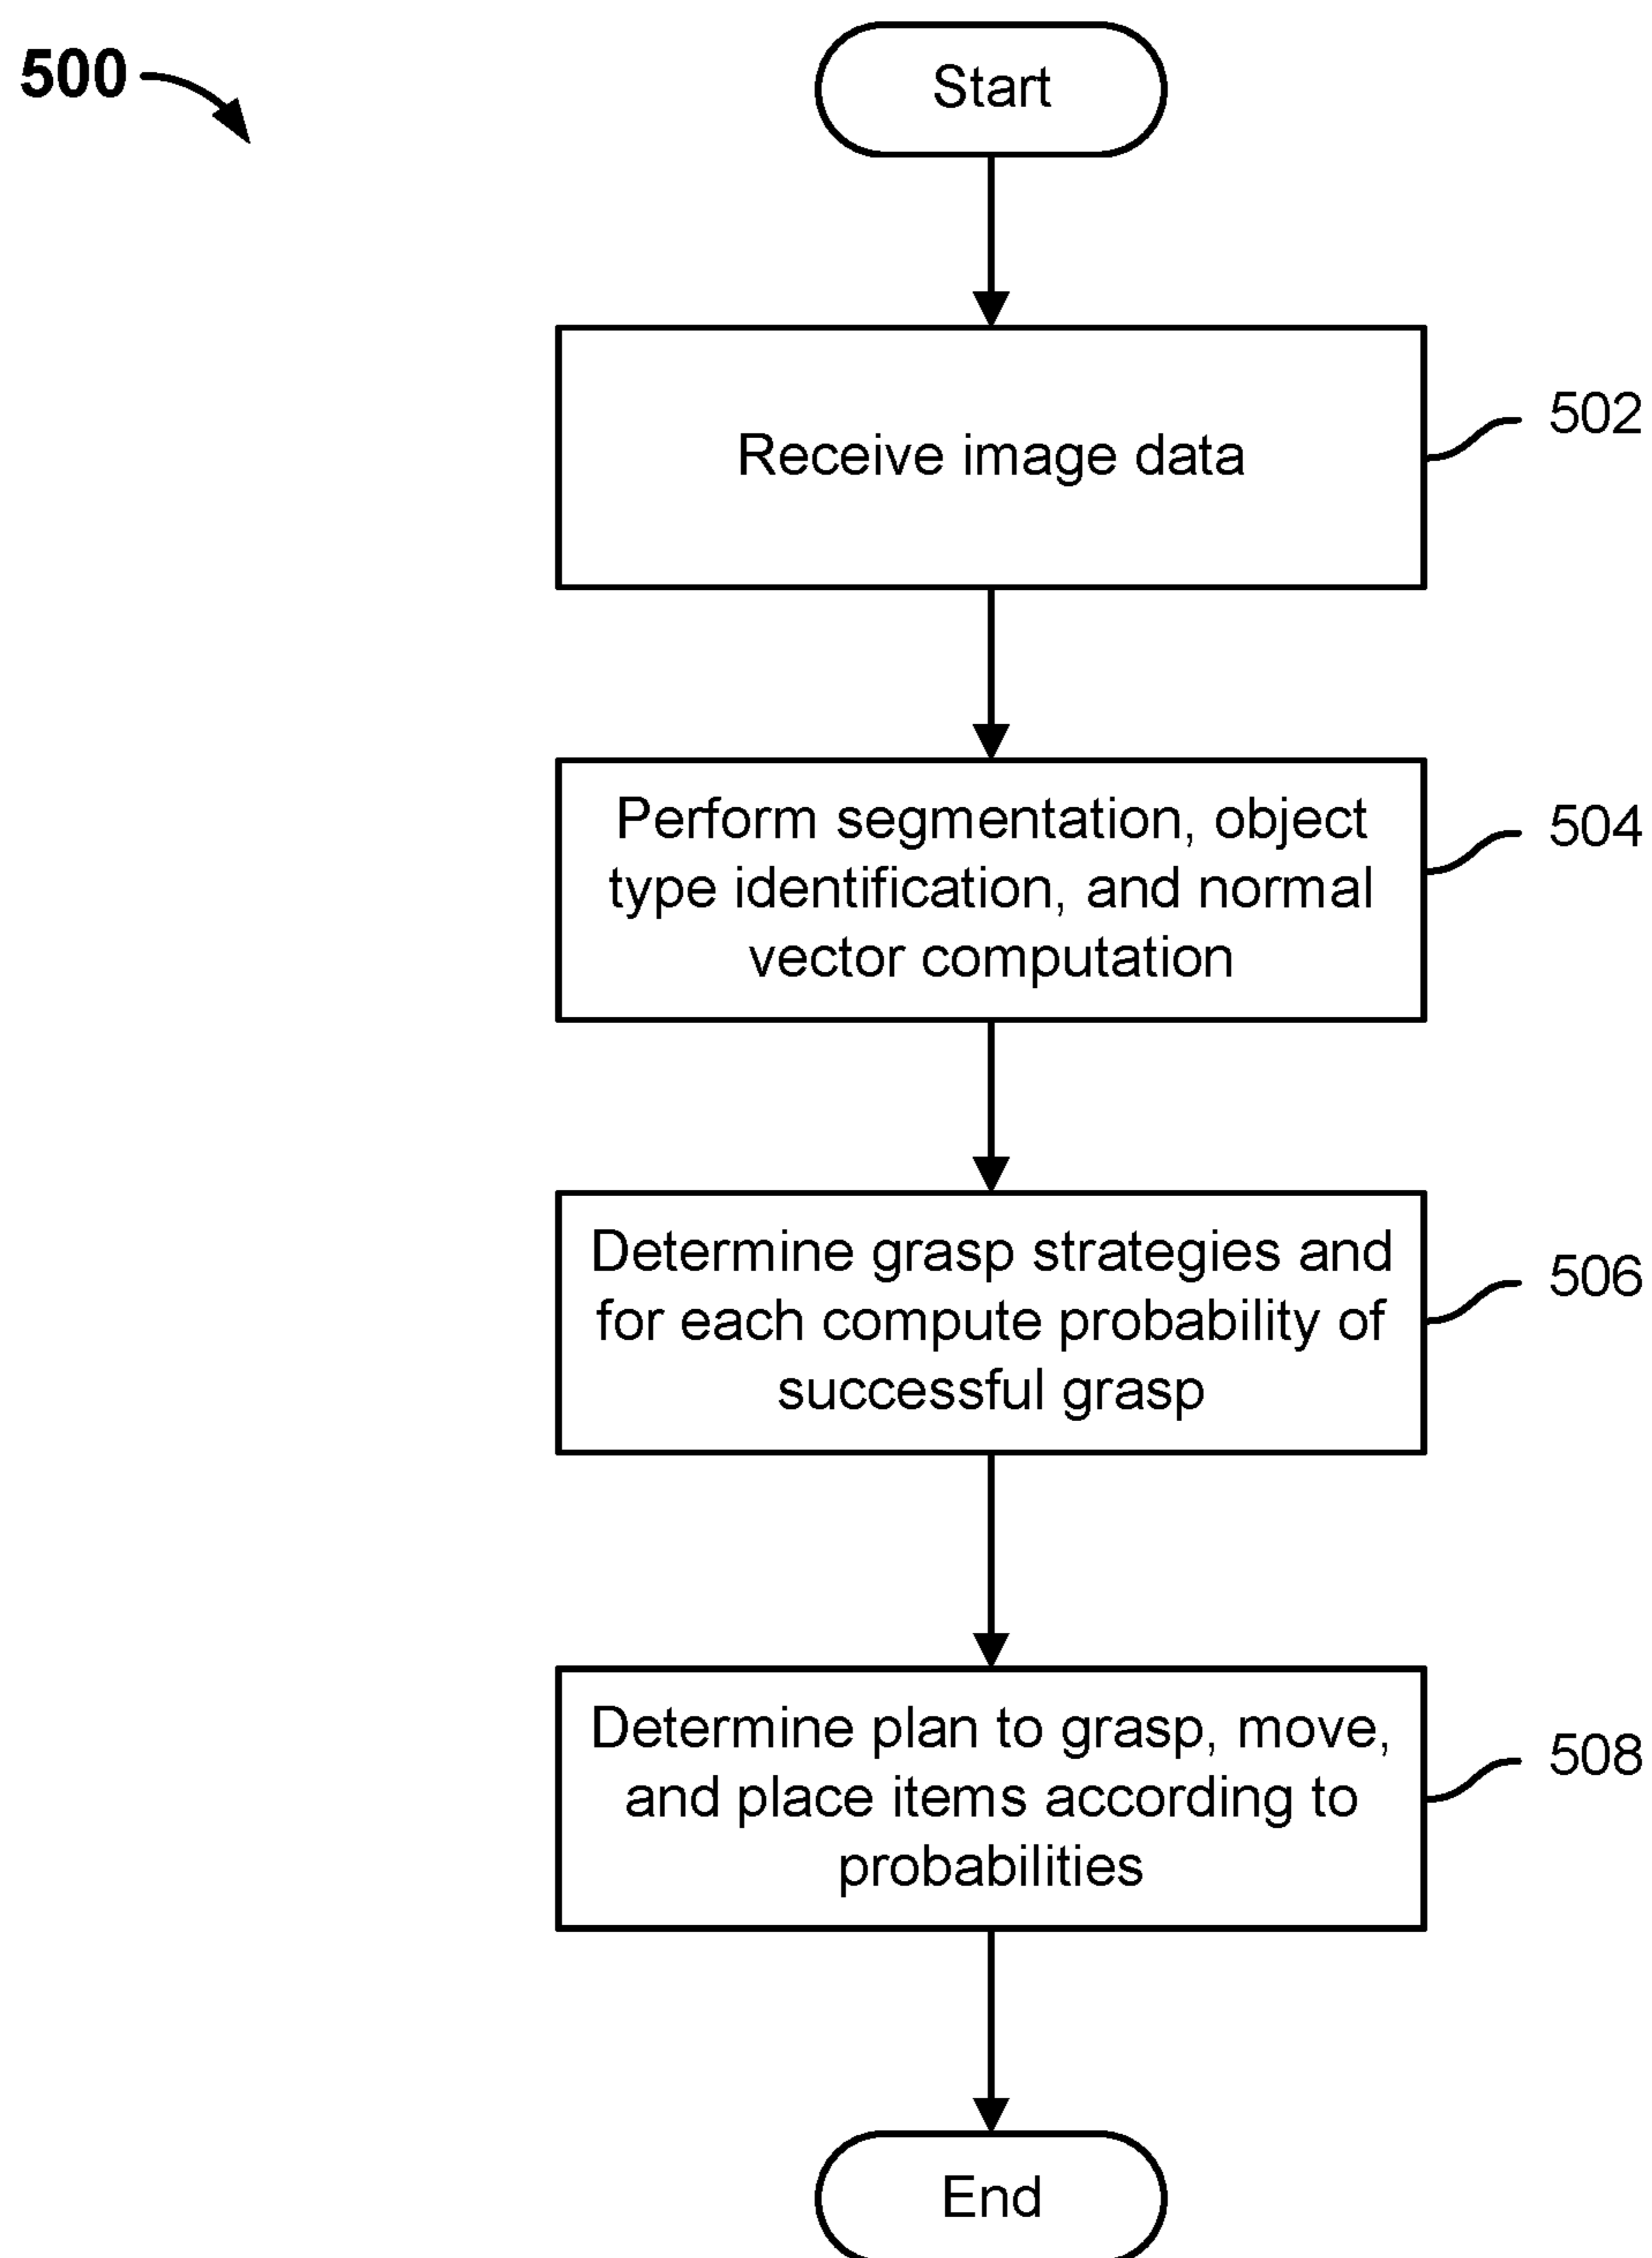 500
Start
Receive image data
502
Perform segmentation, object
type identification, and normal
vector computation
504
Determine grasp strategies and
for each compute probability of
successful grasp
506
Determine plan to grasp, move,
and place items according to
probabilities
508
End